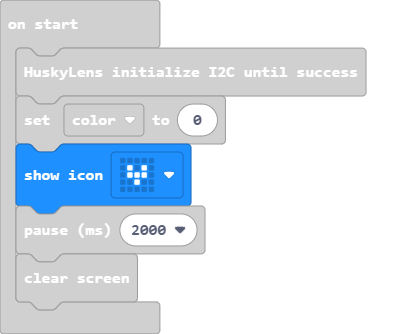 on start
HuskyLens initialize I2C until success
set color to 0
show icon
pause (ms) 2000
clear screen